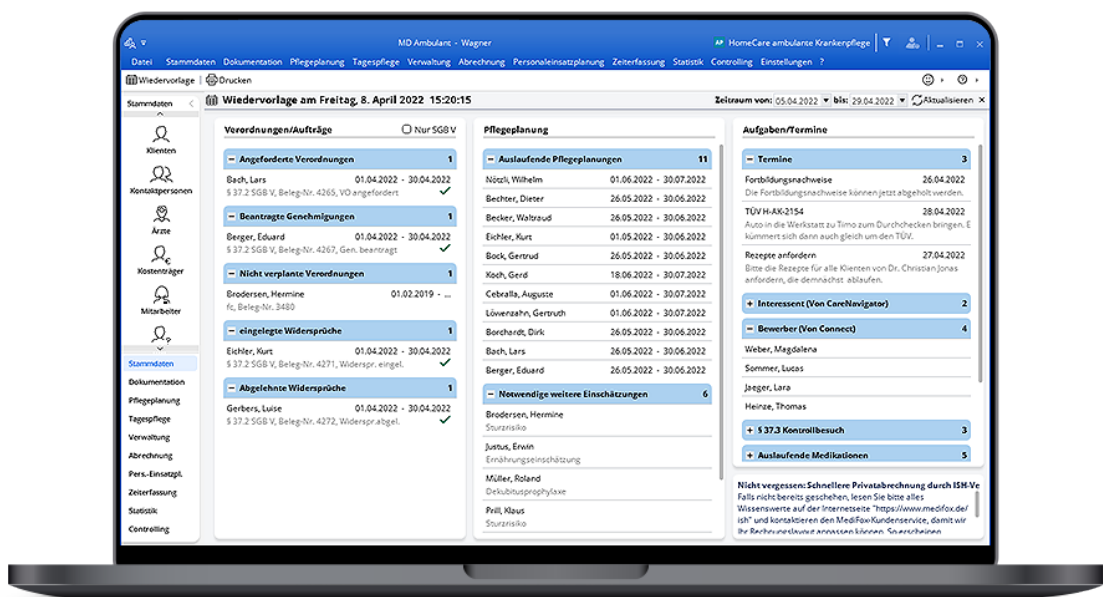 MD Ambulant - Wagner
AP HomeCare ambulante Krankenpflege
Datei Stammdaten Dokumentation Pflegeplanung Tagespflege Verwaltung Abrechnung Personaleinsatzplanung Zeiterfassung Statistik Controlling Einstellungen ?
Wiedervorlage Drucken
Stammdaten
Klienten
Kontaktpersonen
Ärzte
Kostenträger
Mitarbeiter
Stammdaten
Dokumentation
Pflegeplanung
Tagespflege
Verwaltung
Abrechnung
Pers.-Einsatzpl.
Zeiterfassung
Statistik
Controlling
Wiedervorlage am Freitag, 8. April 2022 15:20:15
Zeitraum von: 05.04.2022 bis: 29.04.2022 Aktualisieren
Verordnungen/Aufträge Nur SGB V
Angeforderte Verordnungen 1
Bach, Lars 01.04.2022 - 30.04.2022
§ 37.2 SGB V, Beleg-Nr. 4265, VO angefordert
Beantragte Genehmigungen 1
Berger, Eduard 01.04.2022 - 30.04.2022
§ 37.2 SGB V, Beleg-Nr. 4267, Gen. beantragt
Nicht verplante Verordnungen 1
Brodersen, Hermine 01.02.2019 - ...
fc, Beleg-Nr. 3480
eingelegte Widersprüche 1
Eichler, Kurt 01.04.2022 - 30.04.2022
§ 37.2 SGB V, Beleg-Nr. 4271, Widerspr. eingel.
Abgelehnte Widersprüche 1
Gerbers, Luise 01.04.2022 - 30.04.2022
§ 37.2 SGB V, Beleg-Nr. 4272, Widerspr.abgel.
Pflegeplanung
Auslaufende Pflegeplanungen 11
Nötzli, Wilhelm 01.06.2022 - 30.07.2022
Bechter, Dieter 26.05.2022 - 30.06.2022
Becker, Waltraud 26.05.2022 - 30.06.2022
Eichler, Kurt 01.05.2022 - 30.06.2022
Bock, Gertrud 26.05.2022 - 30.06.2022
Koch, Gerd 18.06.2022 - 30.07.2022
Cebralla, Auguste 01.06.2022 - 30.07.2022
Löwenzahn, Gertruth 01.06.2022 - 30.07.2022
Borchardt, Dirk 26.05.2022 - 30.06.2022
Bach, Lars 26.05.2022 - 30.06.2022
Berger, Eduard 26.05.2022 - 30.06.2022
Notwendige weitere Einschätzungen 6
Brodersen, Hermine
Sturzrisiko
Justus, Erwin
Ernährungseinschätzung
Müller, Roland
Dekubitusprophylaxe
Prill, Klaus
Sturzrisiko
Aufgaben/Termine
Termine 3
Fortbildungsnachweise 26.04.2022
Die Fortbildungsnachweise können jetzt abgeholt werden.
TÜV H-AK-2154 28.04.2022
Auto in die Werkstatt zu Timo zum Durchchecken bringen. E
kümmert sich dann auch gleich um den TÜV.
Rezepte anfordern 27.04.2022
Bitte die Rezepte für alle Klienten von Dr. Christian Jonas
anfordern, die demnächst ablaufen.
Interessent (Von CareNavigator) 2
Bewerber (Von Connect) 4
Weber, Magdalena
Sommer, Lucas
Jaeger, Lara
Heinze, Thomas
§ 37.3 Kontrollbesuch 3
Auslaufende Medikationen 5
Nicht vergessen: Schnellere Privatabrechnung durch ISH-Ve
Falls nicht bereits geschehen, lesen Sie bitte alles
Wissenswerte auf der Internetseite "https://www.medifox.de/
ish" und kontaktieren den MediFox-Kundenservice, damit wir
Ihr Rechnungslayout anpassen können. So erscheinen